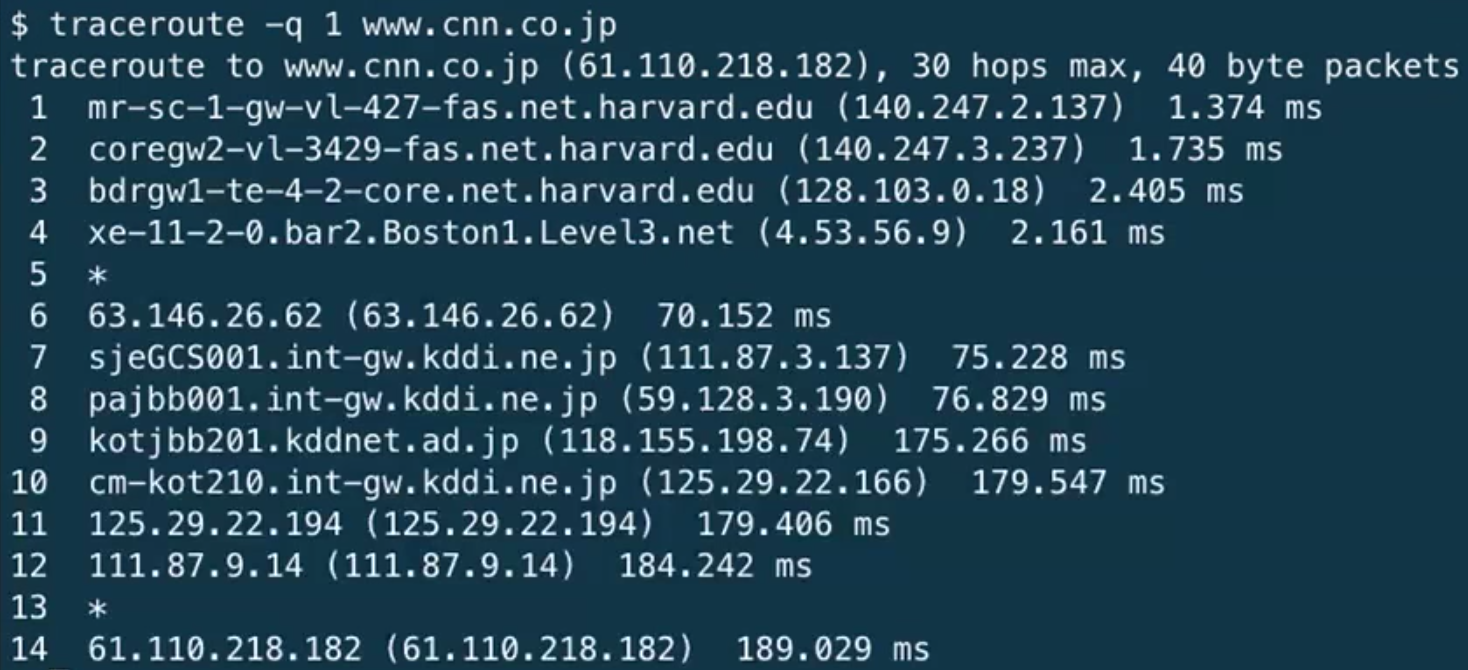 $ traceroute -q 1 www.cnn.co.jp
traceroute to www.cnn.co.jp (61.110.218.182), 30 hops max, 40 byte packets
1 mr-sc-1-gw-vl-427-fas.net.harvard.edu (140.247.2.137) 1.374 ms
2 coregw2-vl-3429-fas.net.harvard.edu (140.247.3.237) 1.735 ms
3 bdrgw1-te-4-2-core.net.harvard.edu (128.103.0.18) 2.405 ms
4 xe-11-2-0.bar2.Boston1.Level3.net (4.53.56.9) 2.161 ms
5 *
6 63.146.26.62 (63.146.26.62) 70.152 ms
7 sjeGCS001.int-gw.kddi.ne.jp (111.87.3.137) 75.228 ms
8 pajbb001.int-gw.kddi.ne.jp (59.128.3.190) 76.829 ms
9 kotjbb201.kddnet.ad.jp (118.155.198.74) 175.266 ms
10 cm-kot210.int-gw.kddi.ne.jp (125.29.22.166) 179.547 ms
11 125.29.22.194 (125.29.22.194) 179.406 ms
12 111.87.9.14 (111.87.9.14) 184.242 ms
13 *
14 61.110.218.182 (61.110.218.182) 189.029 ms